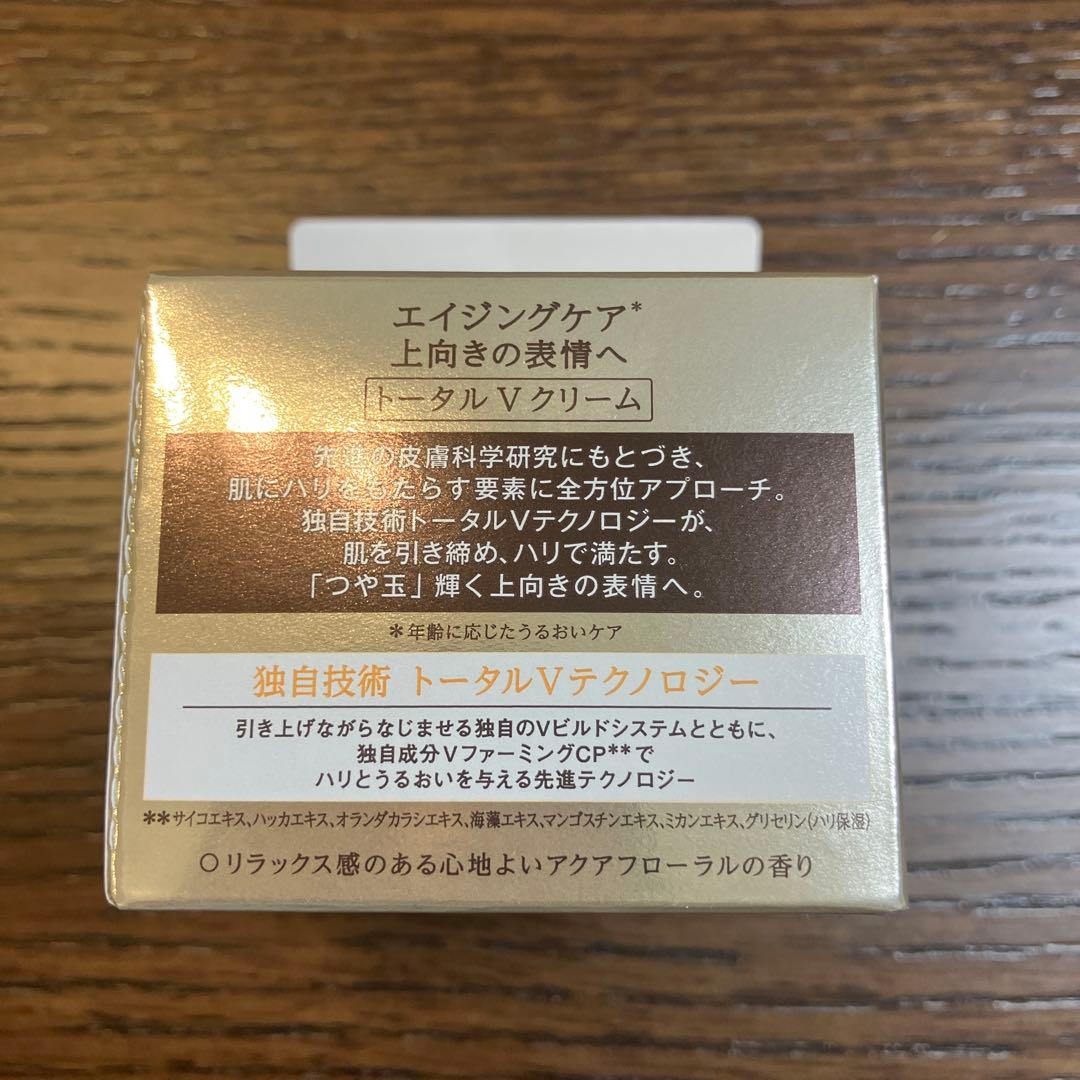 エイジングケア*
上向きの表情へ
トータル V クリーム
先進の皮膚科学研究にもとづき、
肌にハリをもたらす要素に全方位アプローチ。
独自技術トータルVテクノロジーが、
肌を引き締め、ハリで満たす。
「つや玉」輝く上向きの表情へ。
*年齢に応じたうるおいケア
独自技術 トータルVテクノロジー
引き上げながらなじませる独自のVビルドシステムとともに、
独自成分VファーミングCP**で
ハリとうるおいを与える先進テクノロジー
**サイコエキス、ハッカエキス、オランダカラシエキス、海藻エキス、マンゴスチンエキス、ミカンエキス、グリセリン(ハリ保湿)
○リラックス感のある心地よいアクアフローラルの香り